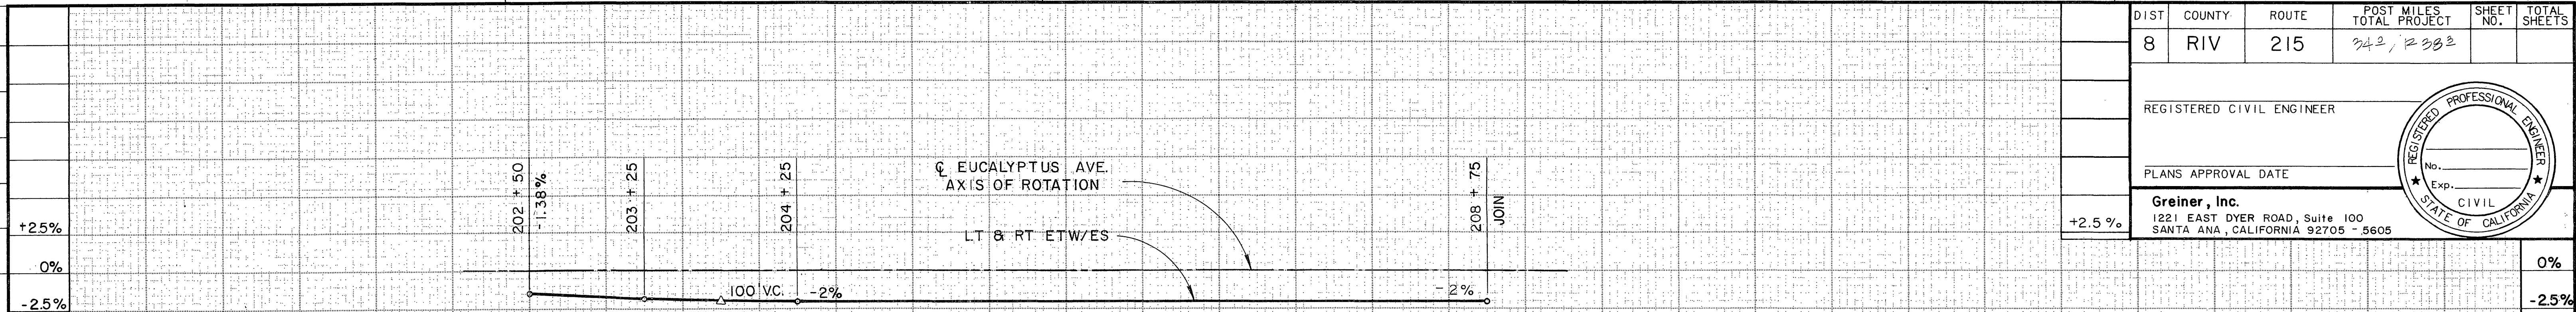 DIST COUNTY ROUTE POST MILES TOTAL PROJECT SHEET NO. TOTAL SHEETS
8 RIV 215
REGISTERED CIVIL ENGINEER
PLANS APPROVAL DATE
REGISTERED PROFESSIONAL ENGINEER
No.
Exp.
CIVIL
STATE OF CALIFORNIA
Greiner, Inc.
1221 EAST DYER ROAD, Suite 100
SANTA ANA, CALIFORNIA 92705-5605
202 + 50
-1.38%
203 + 25
204 + 25
℄ EUCALYPTUS AVE.
AXIS OF ROTATION
LT & RT ETW/ES
208 + 75
JOIN
+2.5%
+2.5%
0%
0%
100 V.C.
-2%
-2%
-2.5%
-2.5%